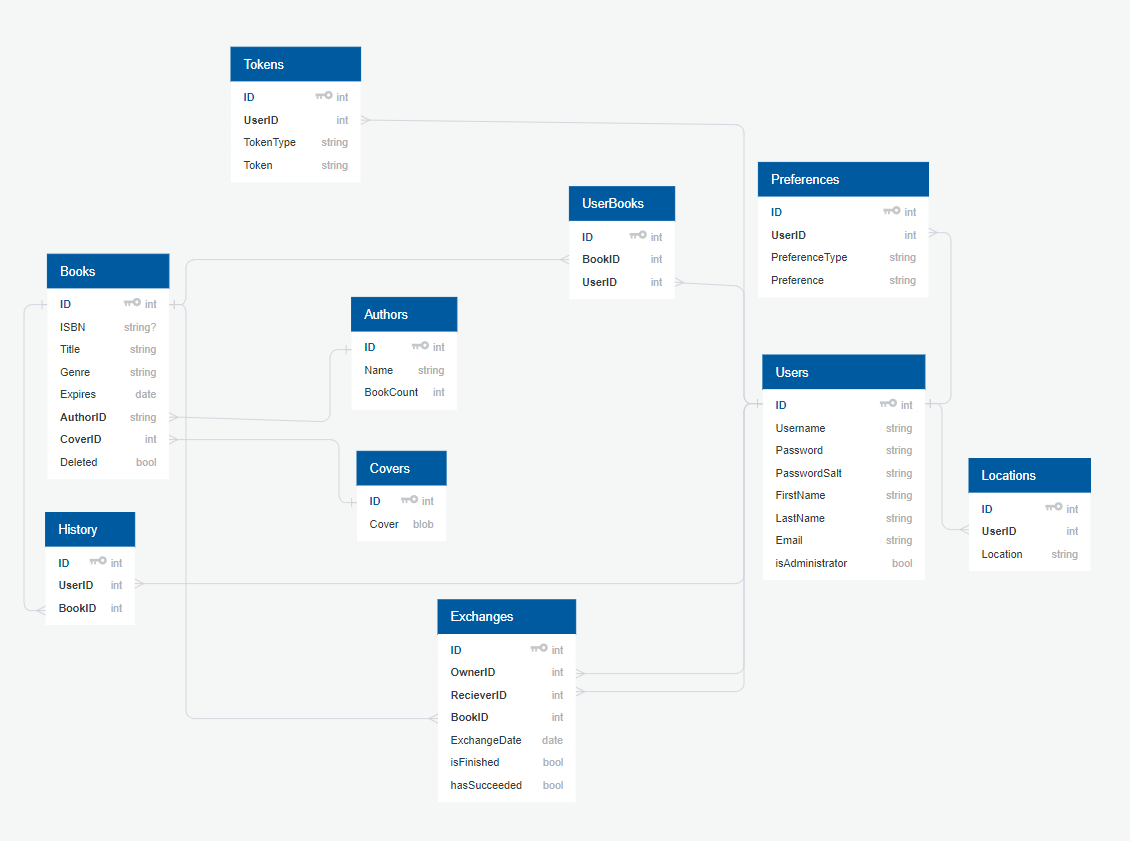 Tokens
ID int
UserID int
TokenType string
Token string
Preferences
ID int
UserID int
PreferenceType string
Preference string
UserBooks
ID int
BookID int
UserID int
Books
ID int
ISBN string?
Title string
Genre string
Expires date
AuthorID string
CoverID int
Deleted bool
Authors
ID int
Name string
BookCount int
Users
ID int
Username string
Password string
PasswordSalt string
FirstName string
LastName string
Email string
isAdministrator bool
Covers
ID int
Cover blob
Locations
ID int
UserID int
Location string
History
ID int
UserID int
BookID int
Exchanges
ID int
OwnerID int
RecieverID int
BookID int
ExchangeDate date
isFinished bool
hasSucceeded bool